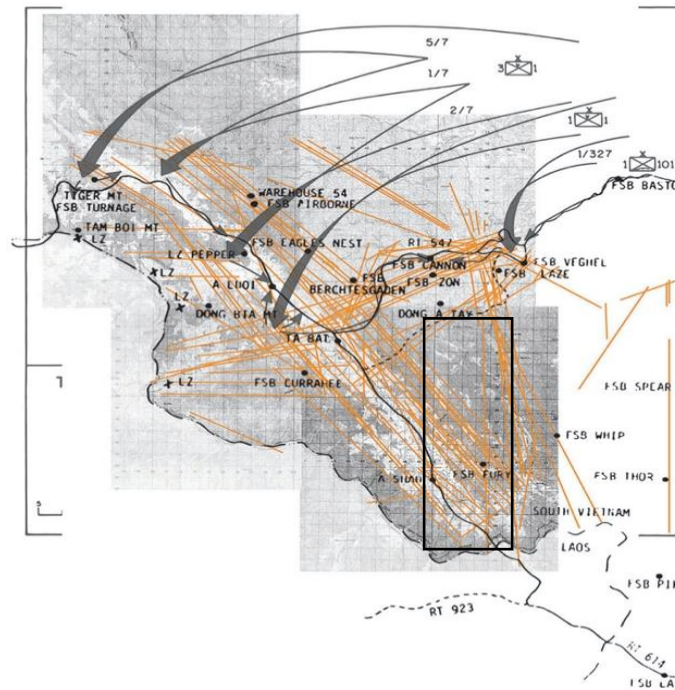 5/7
3 1
1/7
2/7
1 1
1/327
1 101
FSB BASTO
TIGER MT
FSB TURNAGE
WAREHOUSE 54
FSB AIRBORNE
TAM BOI MT
LZ
FSB EAGLES NEST
RT 547
LZ PEPPER
LZ
FSB CANNON
FSB VEGHEL
FSB LAZE
A LUOI
FSB
BERCHTESGADEN
FSB ZON
LZ
DONG BIA MT
DONG A TAY
TA BAT
LZ
FSB CURRAHEE
FSB SPEAR
FSB WHIP
A SHAU
FSB FURY
FSB THOR
5
SOUTH VIETNAM
LAOS
FSB PI
RT 923
RT 614
FSB LA